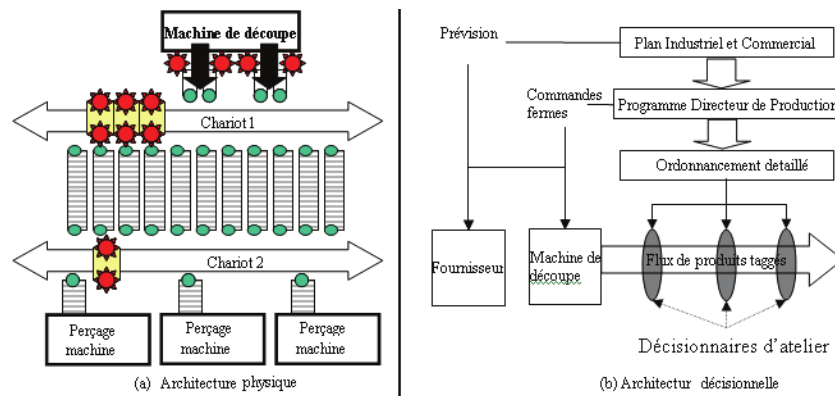 Machine de découpe
Chariot 1
Chariot 2
Perçage
machine
Perçage
machine
Perçage
machine
(a) Architecture physique
Prévision
Plan Industriel et Commercial
Commandes
fermes
Programme Directeur de Production
Ordonnancement detaillé
Fournisseur
Machine de
découpe
Flux de produits taggés
Décisionnaires d'atelier
(b) Architectur décisionnelle